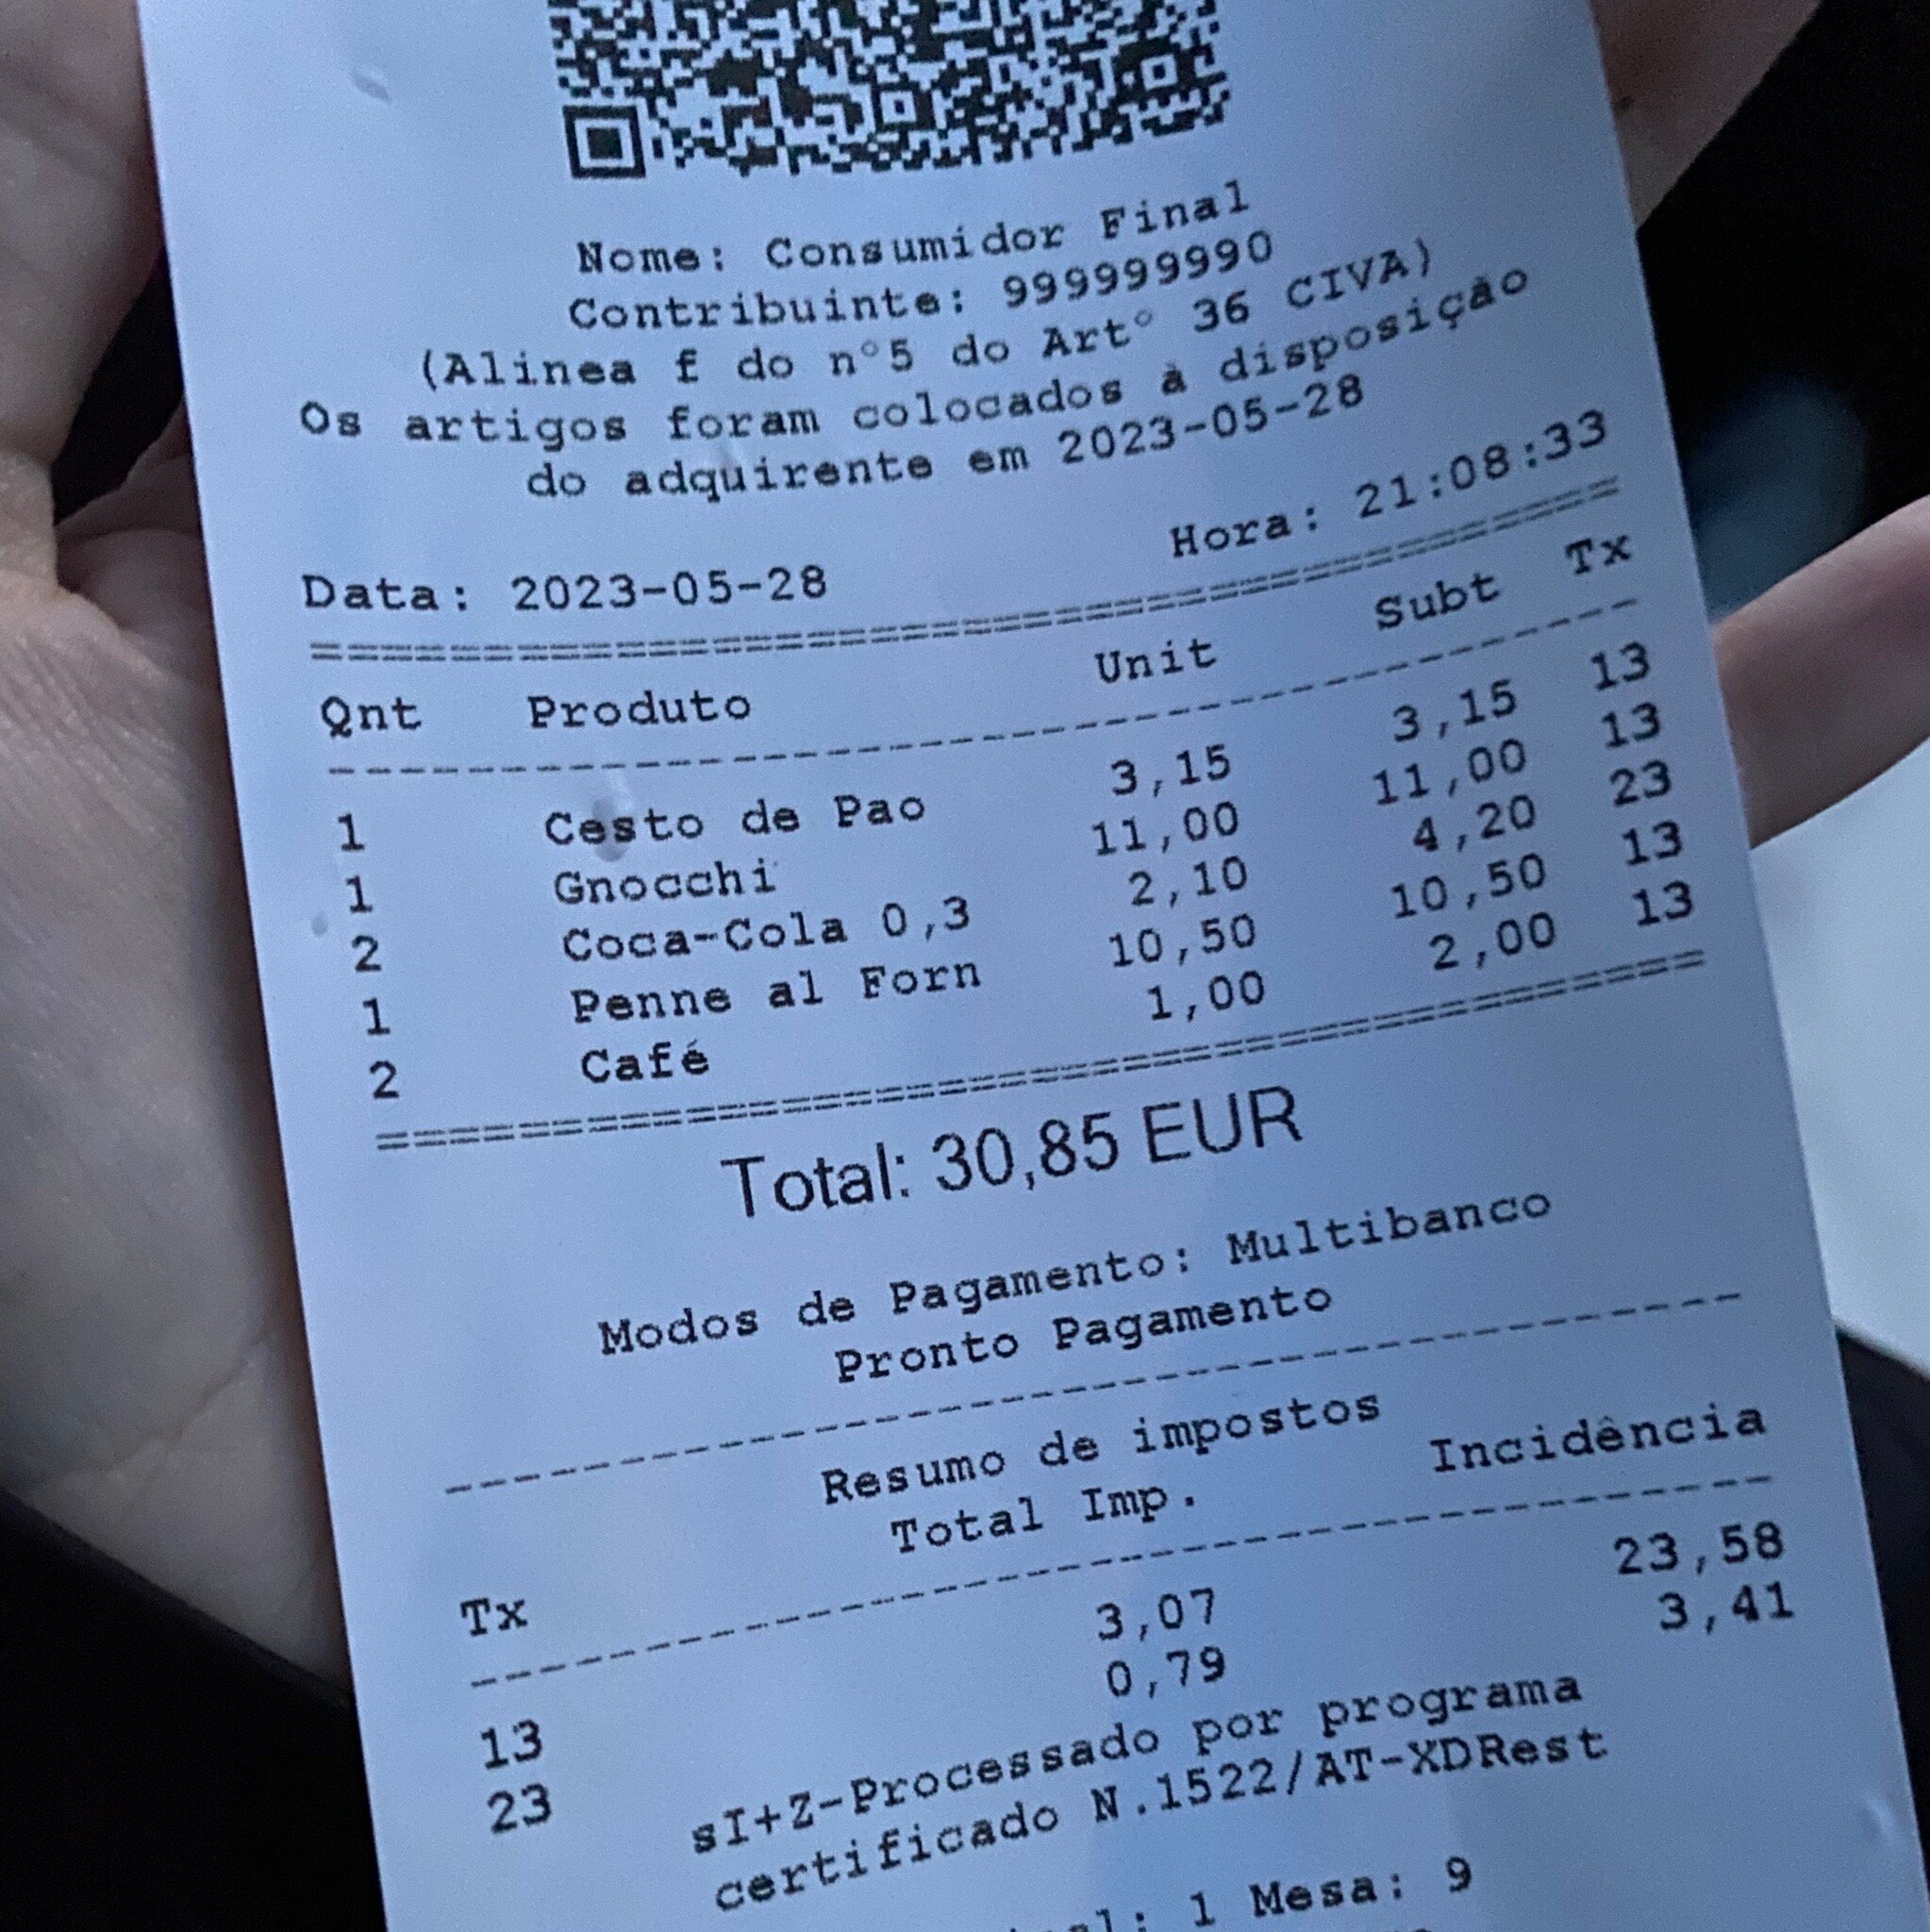 Nome: Consumidor Final
Contribuinte: 999999990
(Alinea f do nº5 do Artº 36 CIVA)
Os artigos foram colocados à disposição
do adquirente em 2023-05-28
Data: 2023-05-28 Hora: 21:08:33
Qnt Produto Unit Subt Tx
1 Cesto de Pao 3,15 3,15 13
1 Gnocchi 11,00 11,00 13
2 Coca-Cola 0,3 2,10 4,20 23
1 Penne al Forn 10,50 10,50 13
2 Café 1,00 2,00 13
Total: 30,85 EUR
Modos de Pagamento: Multibanco
Pronto Pagamento
Resumo de impostos
Tx Total Imp. Incidência
13 3,07 23,58
23 0,79 3,41
sI+Z-Processado por programa
certificado N.1522/AT-XDRest
1 Mesa: 9